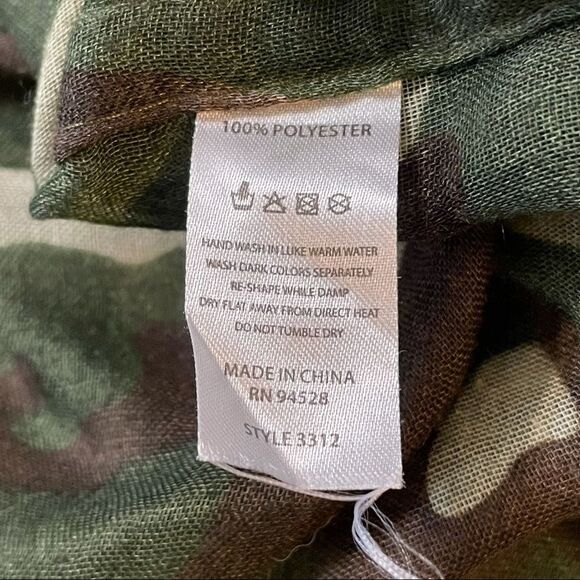 100% POLYESTER
HAND WASH IN LUKE WARM WATER
WASH DARK COLORS SEPARATELY
RE-SHAPE WHILE DAMP
DRY FLAT AWAY FROM DIRECT HEAT
DO NOT TUMBLE DRY
MADE IN CHINA
RN 94528
STYLE 3312